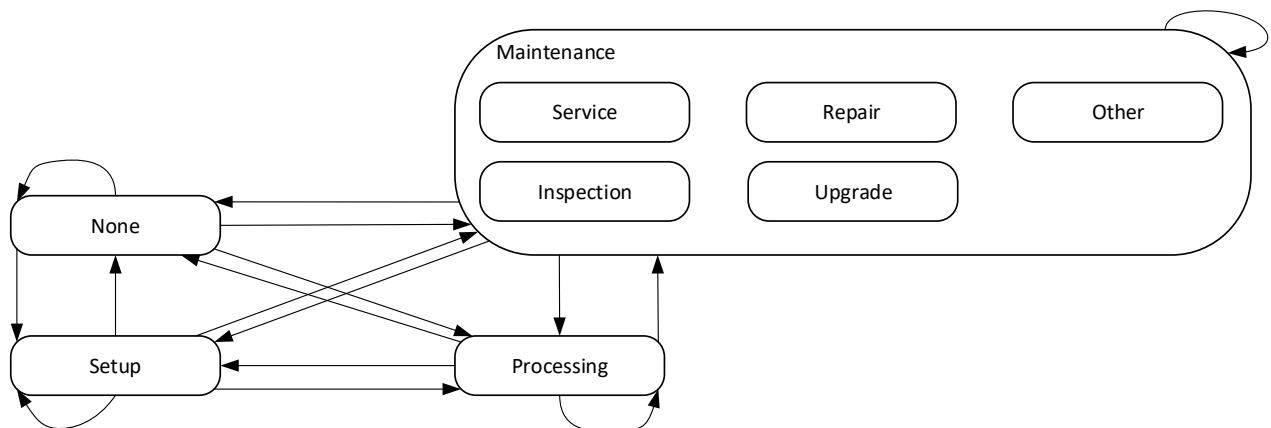 Maintenance
Service
Repair
Other
Inspection
Upgrade
None
Setup
Processing